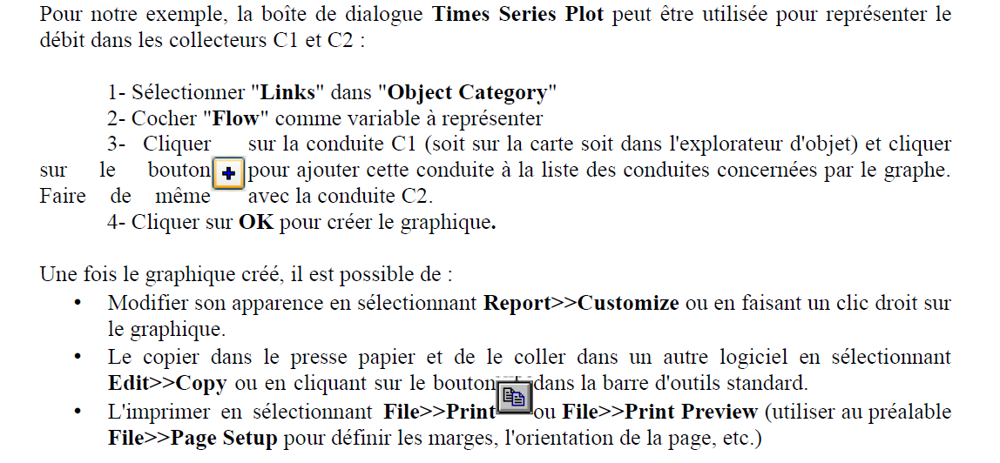 Pour notre exemple, la boîte de dialogue Times Series Plot peut être utilisée pour représenter le
débit dans les collecteurs C1 et C2 :
1- Sélectionner "Links" dans "Object Category"
2- Cocher "Flow" comme variable à représenter
3- Cliquer sur la conduite C1 (soit sur la carte soit dans l'explorateur d'objet) et cliquer
sur le bouton pour ajouter cette conduite à la liste des conduites concernées par le graphe.
Faire de même avec la conduite C2.
4- Cliquer sur OK pour créer le graphique.
Une fois le graphique créé, il est possible de :
• Modifier son apparence en sélectionnant Report>>Customize ou en faisant un clic droit sur
le graphique.
• Le copier dans le presse papier et de le coller dans un autre logiciel en sélectionnant
Edit>>Copy ou en cliquant sur le bouton dans la barre d'outils standard.
• L'imprimer en sélectionnant File>>Print ou File>>Print Preview (utiliser au préalable
File>>Page Setup pour définir les marges, l'orientation de la page, etc.)